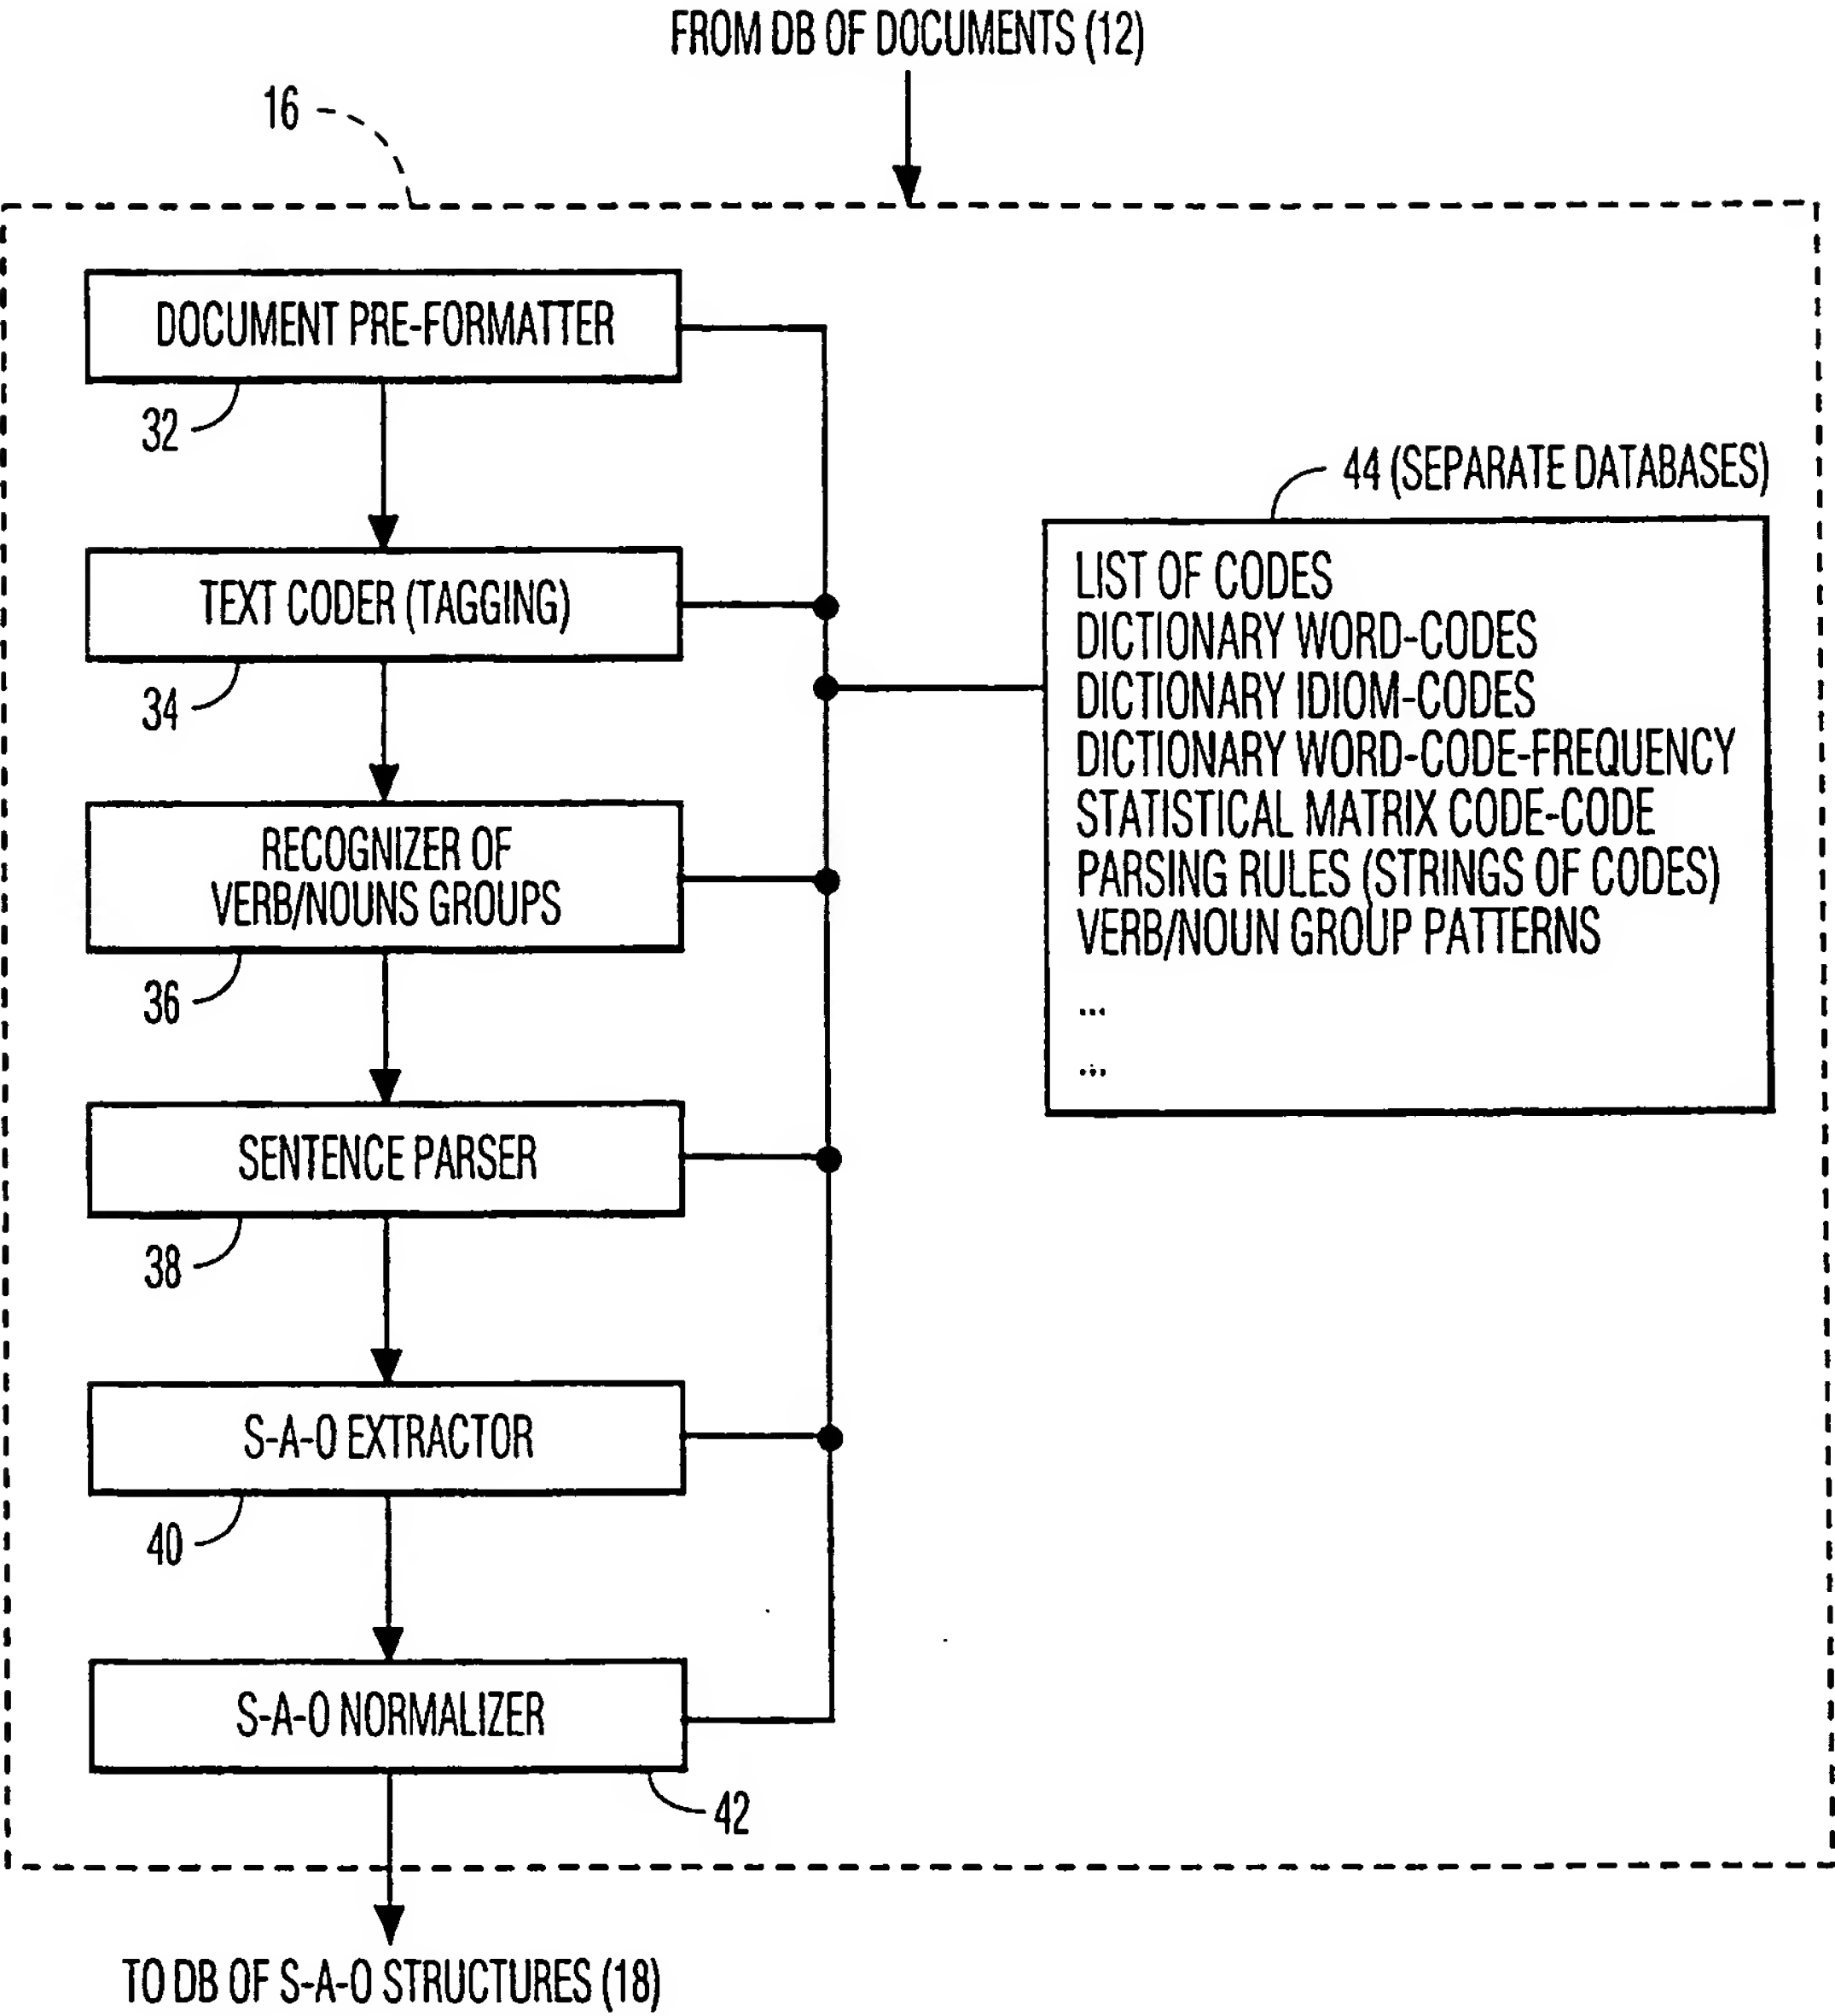 FROM DB OF DOCUMENTS (12)
16
DOCUMENT PRE-FORMATTER
32
44 (SEPARATE DATABASES)
TEXT CODER (TAGGING)
34
LIST OF CODES
DICTIONARY WORD-CODES
DICTIONARY IDIOM-CODES
DICTIONARY WORD-CODE-FREQUENCY
STATISTICAL MATRIX CODE-CODE
PARSING RULES (STRINGS OF CODES)
VERB/NOUN GROUP PATTERNS
...
...
RECOGNIZER OF
VERB/NOUNS GROUPS
36
SENTENCE PARSER
38
S-A-O EXTRACTOR
40
S-A-O NORMALIZER
42
TO DB OF S-A-O STRUCTURES (18)